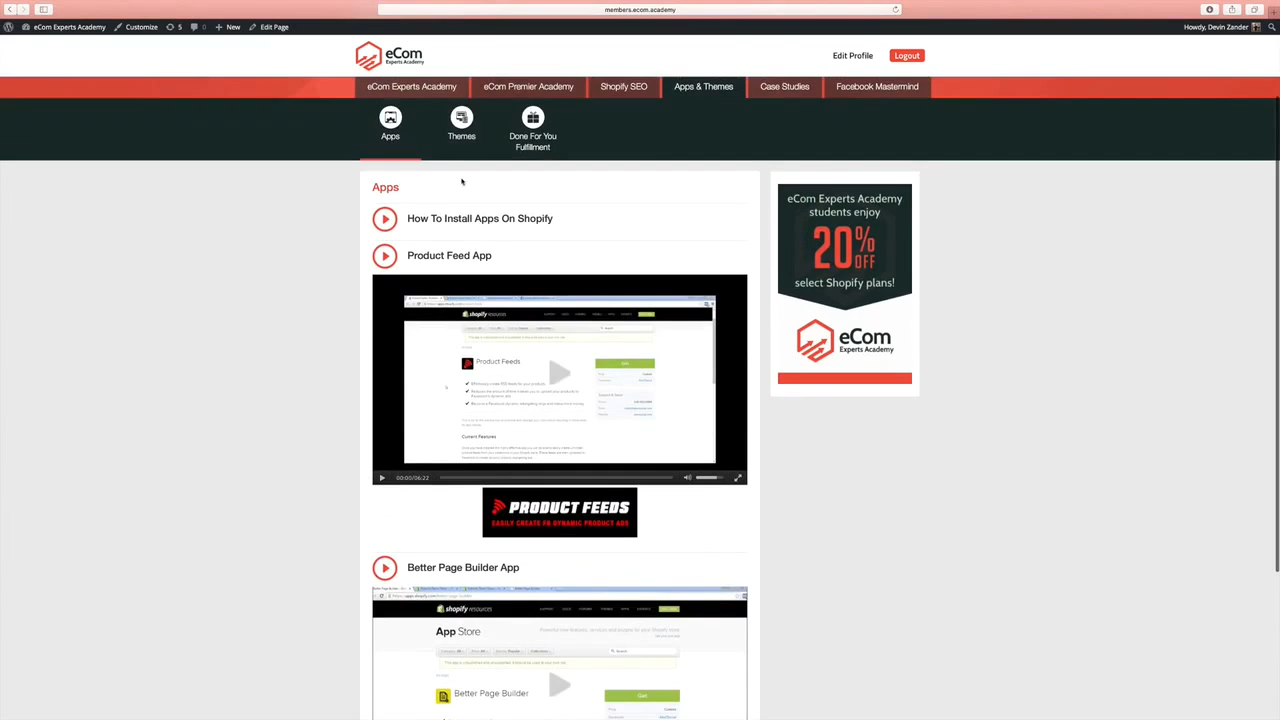 members.ecom.academy
eCom Experts Academy
Customize
5
0
New
Edit Page
Howdy, Devin Zander
eCom
Experts Academy
Edit Profile
Logout
eCom Experts Academy
eCom Premier Academy
Shopify SEO
Apps & Themes
Case Studies
Facebook Mastermind
Apps
Themes
Done For You
Fulfillment
Apps
How To Install Apps On Shopify
Product Feed App
shopify resources
Product Feeds
Current Features
00:00/06:22
PRODUCT FEEDS
EASILY CREATE FB DYNAMIC PRODUCT ADS
Better Page Builder App
shopify resources
App Store
Search
Better Page Builder
Get
eCom Experts Academy
students enjoy
20%
OFF
select Shopify plans!
eCom
Experts Academy